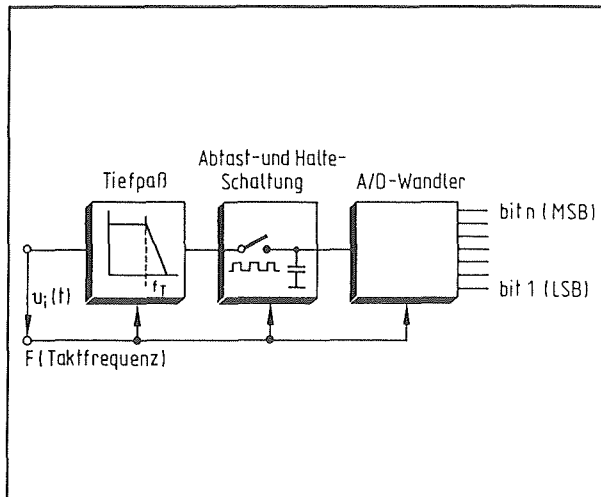 Abtast-und Halte-
Tiefpaß
Schaltung
A/D-Wandler
bit n (MSB)
f_T
u_i(t)
bit 1 (LSB)
F (Taktfrequenz)